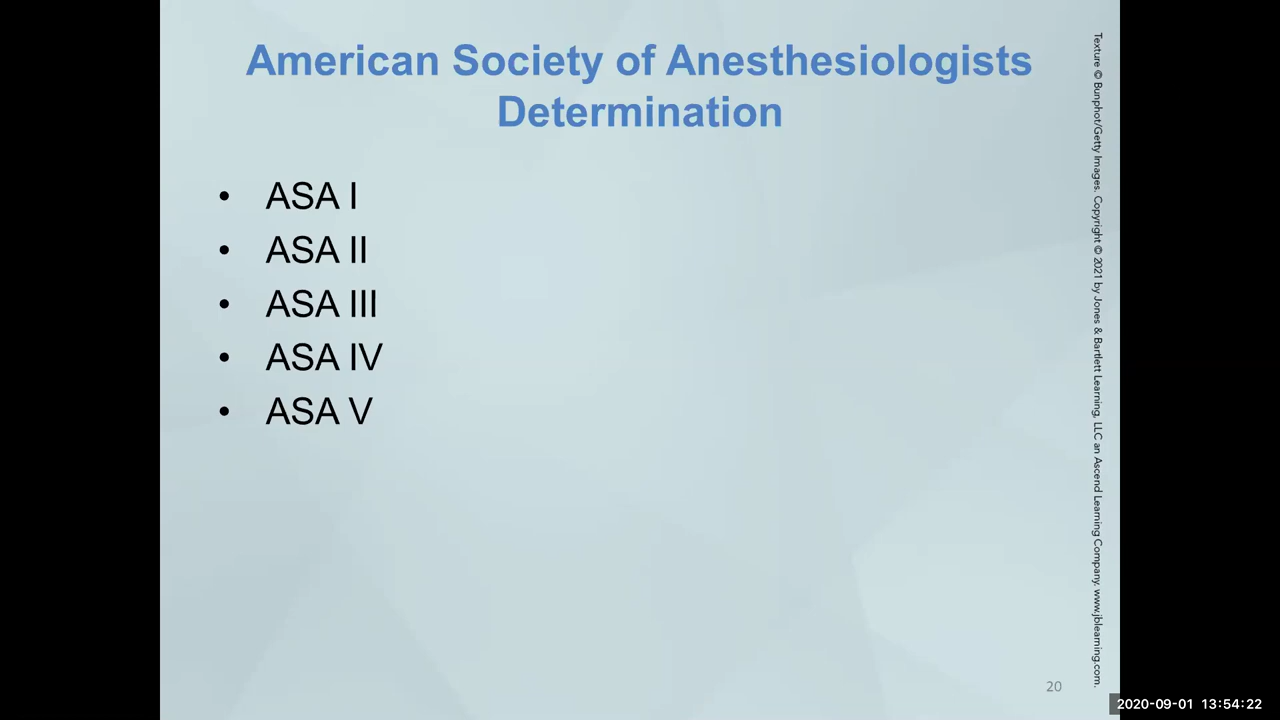 American Society of Anesthesiologists
Determination
• ASA I
• ASA II
• ASA III
• ASA IV
• ASA V
Texture © Bunphot/Getty Images. Copyright © 2021 by Jones & Bartlett Learning, LLC an Ascend Learning Company. www.jblearning.com.
20
2020-09-01 13:54:22